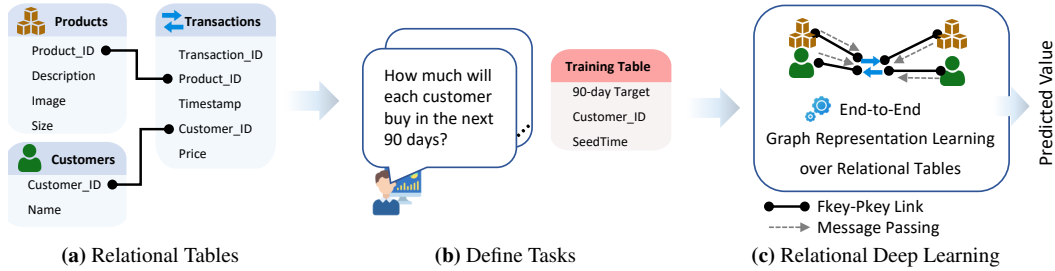 Products
Product_ID
Description
Image
Size
Customers
Customer_ID
Name
Transactions
Transaction_ID
Product_ID
Timestamp
Customer_ID
Price
(a) Relational Tables
How much will
each customer
buy in the next
90 days?
Training Table
90-day Target
Customer_ID
SeedTime
(b) Define Tasks
End-to-End
Graph Representation Learning
over Relational Tables
Fkey-Pkey Link
Message Passing
(c) Relational Deep Learning
Predicted Value